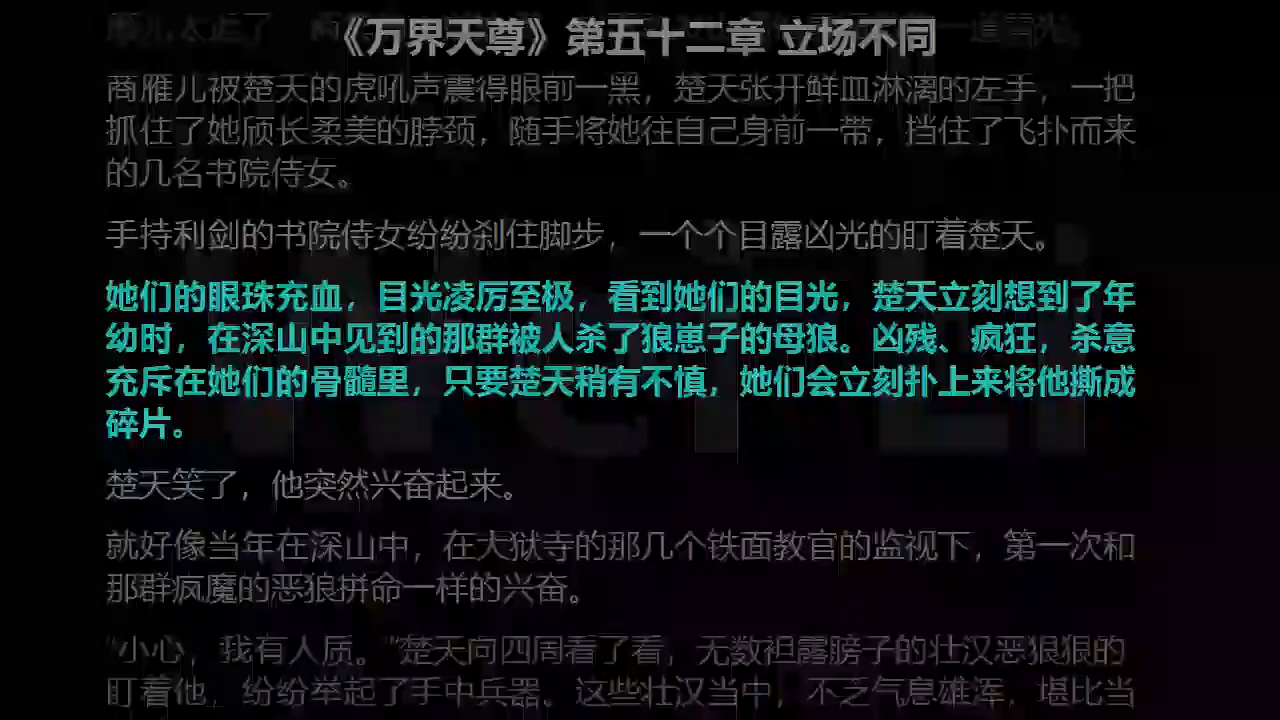 《万界天尊》第五十二章 立场不同
商雁儿被楚天的虎吼声震得眼前一黑，楚天张开鲜血淋漓的左手，一把
抓住了她颀长柔美的脖颈，随手将她往自己身前一带，挡住了飞扑而来
的几名书院侍女。
手持利剑的书院侍女纷纷刹住脚步，一个个目露凶光的盯着楚天。
她们的眼珠充血，目光凌厉至极，看到她们的目光，楚天立刻想到了年
幼时，在深山中见到的那群被人杀了狼崽子的母狼。凶残、疯狂，杀意
充斥在她们的骨髓里，只要楚天稍有不慎，她们会立刻扑上来将他撕成
碎片。
楚天笑了，他突然兴奋起来。
就好像当年在深山中，在大狱寺的那几个铁面教官的监视下，第一次和
那群疯魔的恶狼拼命一样的兴奋。
“小心，我有人质。”楚天向四周看了看，无数袒露膀子的壮汉恶狠狠的
盯着他，纷纷举起了手中兵器。这些壮汉当中，不乏气息雄浑，堪比当